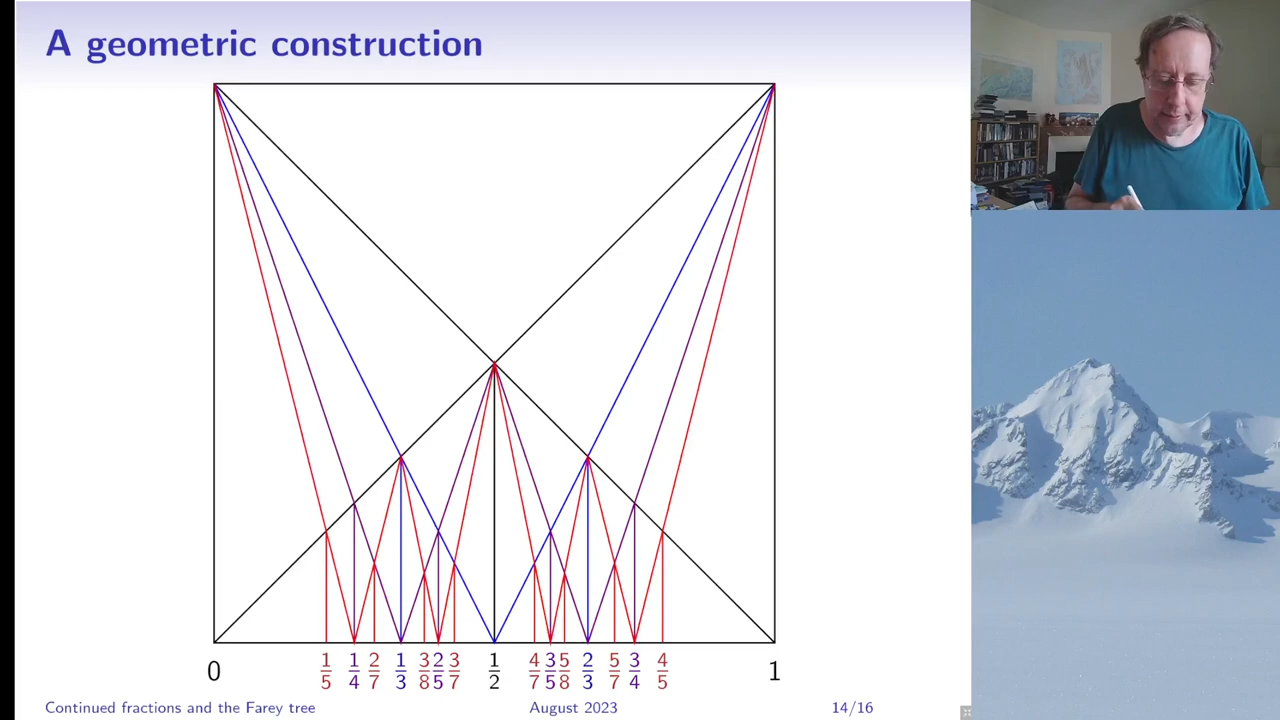 A geometric construction
0 1/5 1/4 2/7 1/3 3/8 2/5 3/7 1/2 4/7 3/5 5/8 2/3 5/7 3/4 4/5 1
Continued fractions and the Farey tree August 2023 14/16